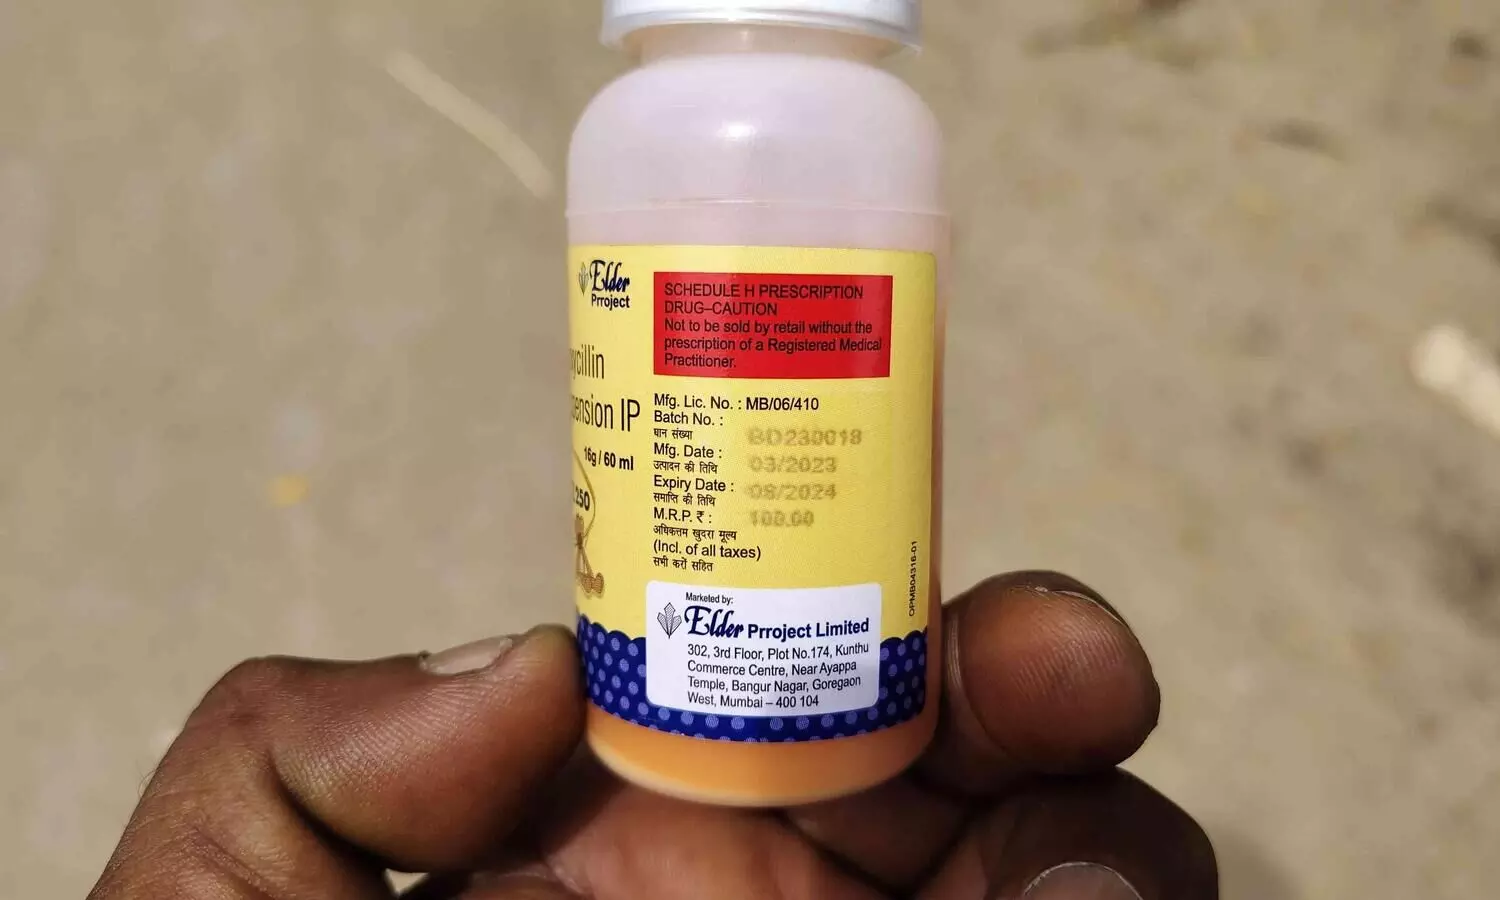 Elder
Prroject
ycillin
pension IP
16g / 60 ml
250
SCHEDULE H PRESCRIPTION
DRUG–CAUTION
Not to be sold by retail without the
prescription of a Registered Medical
Practitioner.
Mfg. Lic. No. : MB/06/410
Batch No. :
घान संख्या
BD230018
Mfg. Date :
उत्पादन की तिथि
03/2023
Expiry Date :
समाप्ति की तिथि
08/2024
M.R.P. ₹ :
100.00
अधिकतम खुदरा मूल्य
(Incl. of all taxes)
सभी करों सहित
OPMB04316-01
Marketed by:
Elder Prroject Limited
302, 3rd Floor, Plot No.174, Kunthu
Commerce Centre, Near Ayappa
Temple, Bangur Nagar, Goregaon
West, Mumbai – 400 104